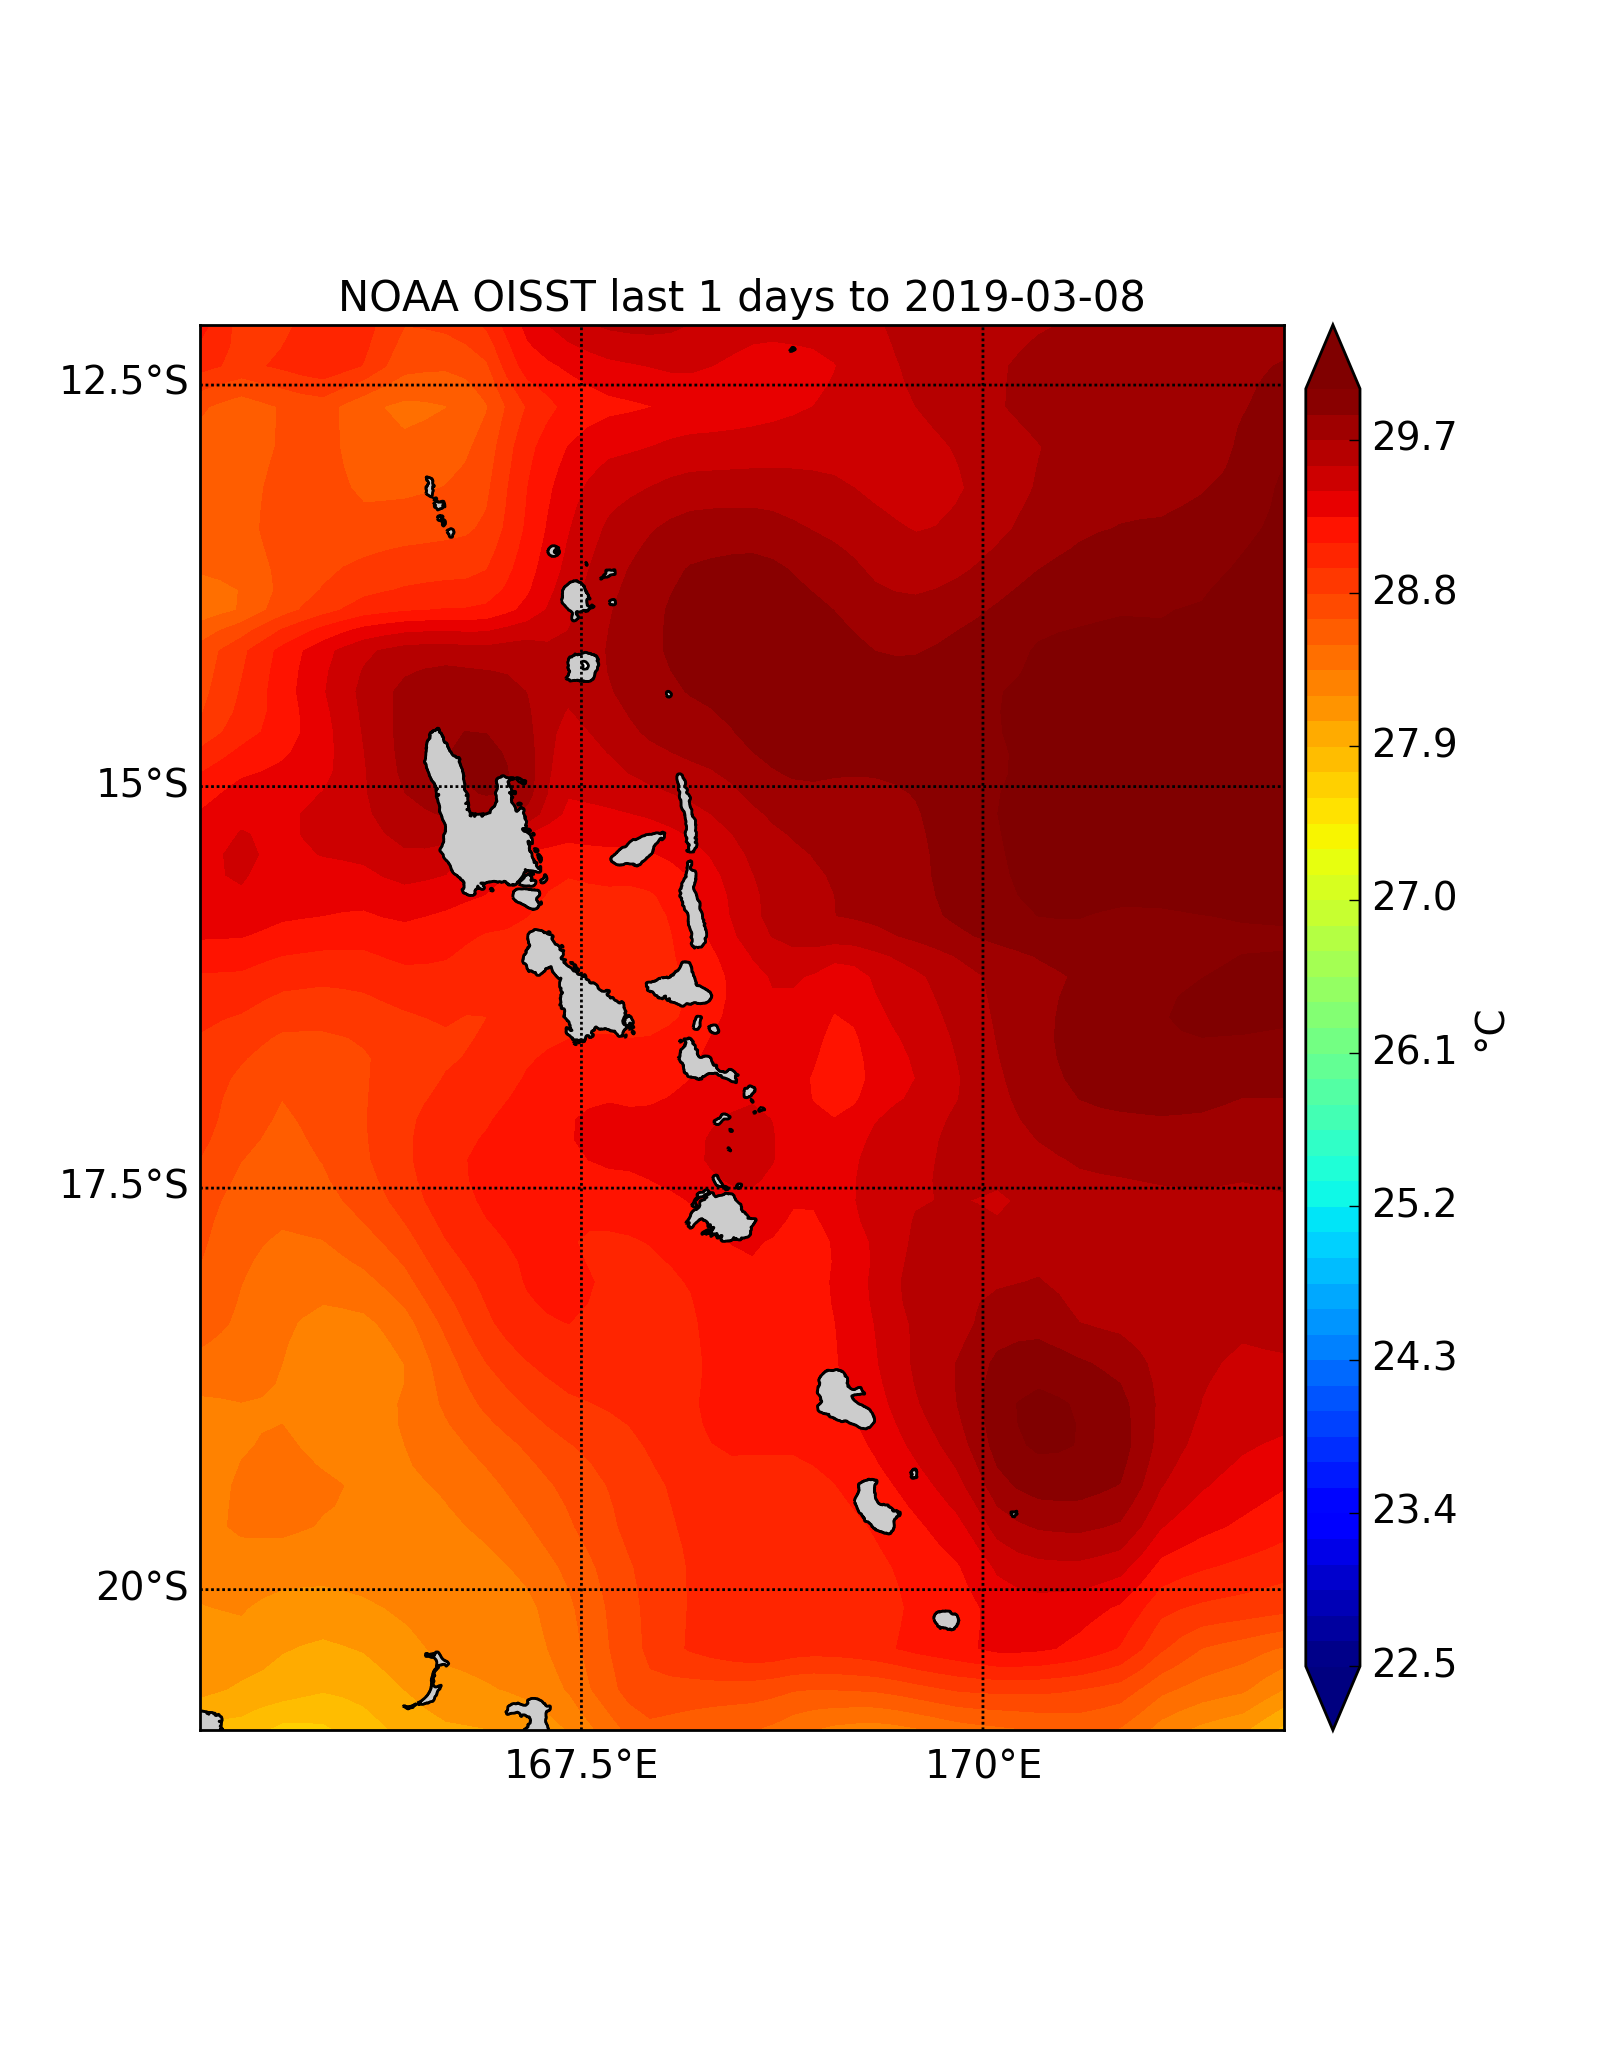 NOAA OISST last 1 days to 2019-03-08
12.5°S
15°S
17.5°S
20°S
167.5°E
170°E
29.7
28.8
27.9
27.0
26.1
25.2
24.3
23.4
22.5
°C